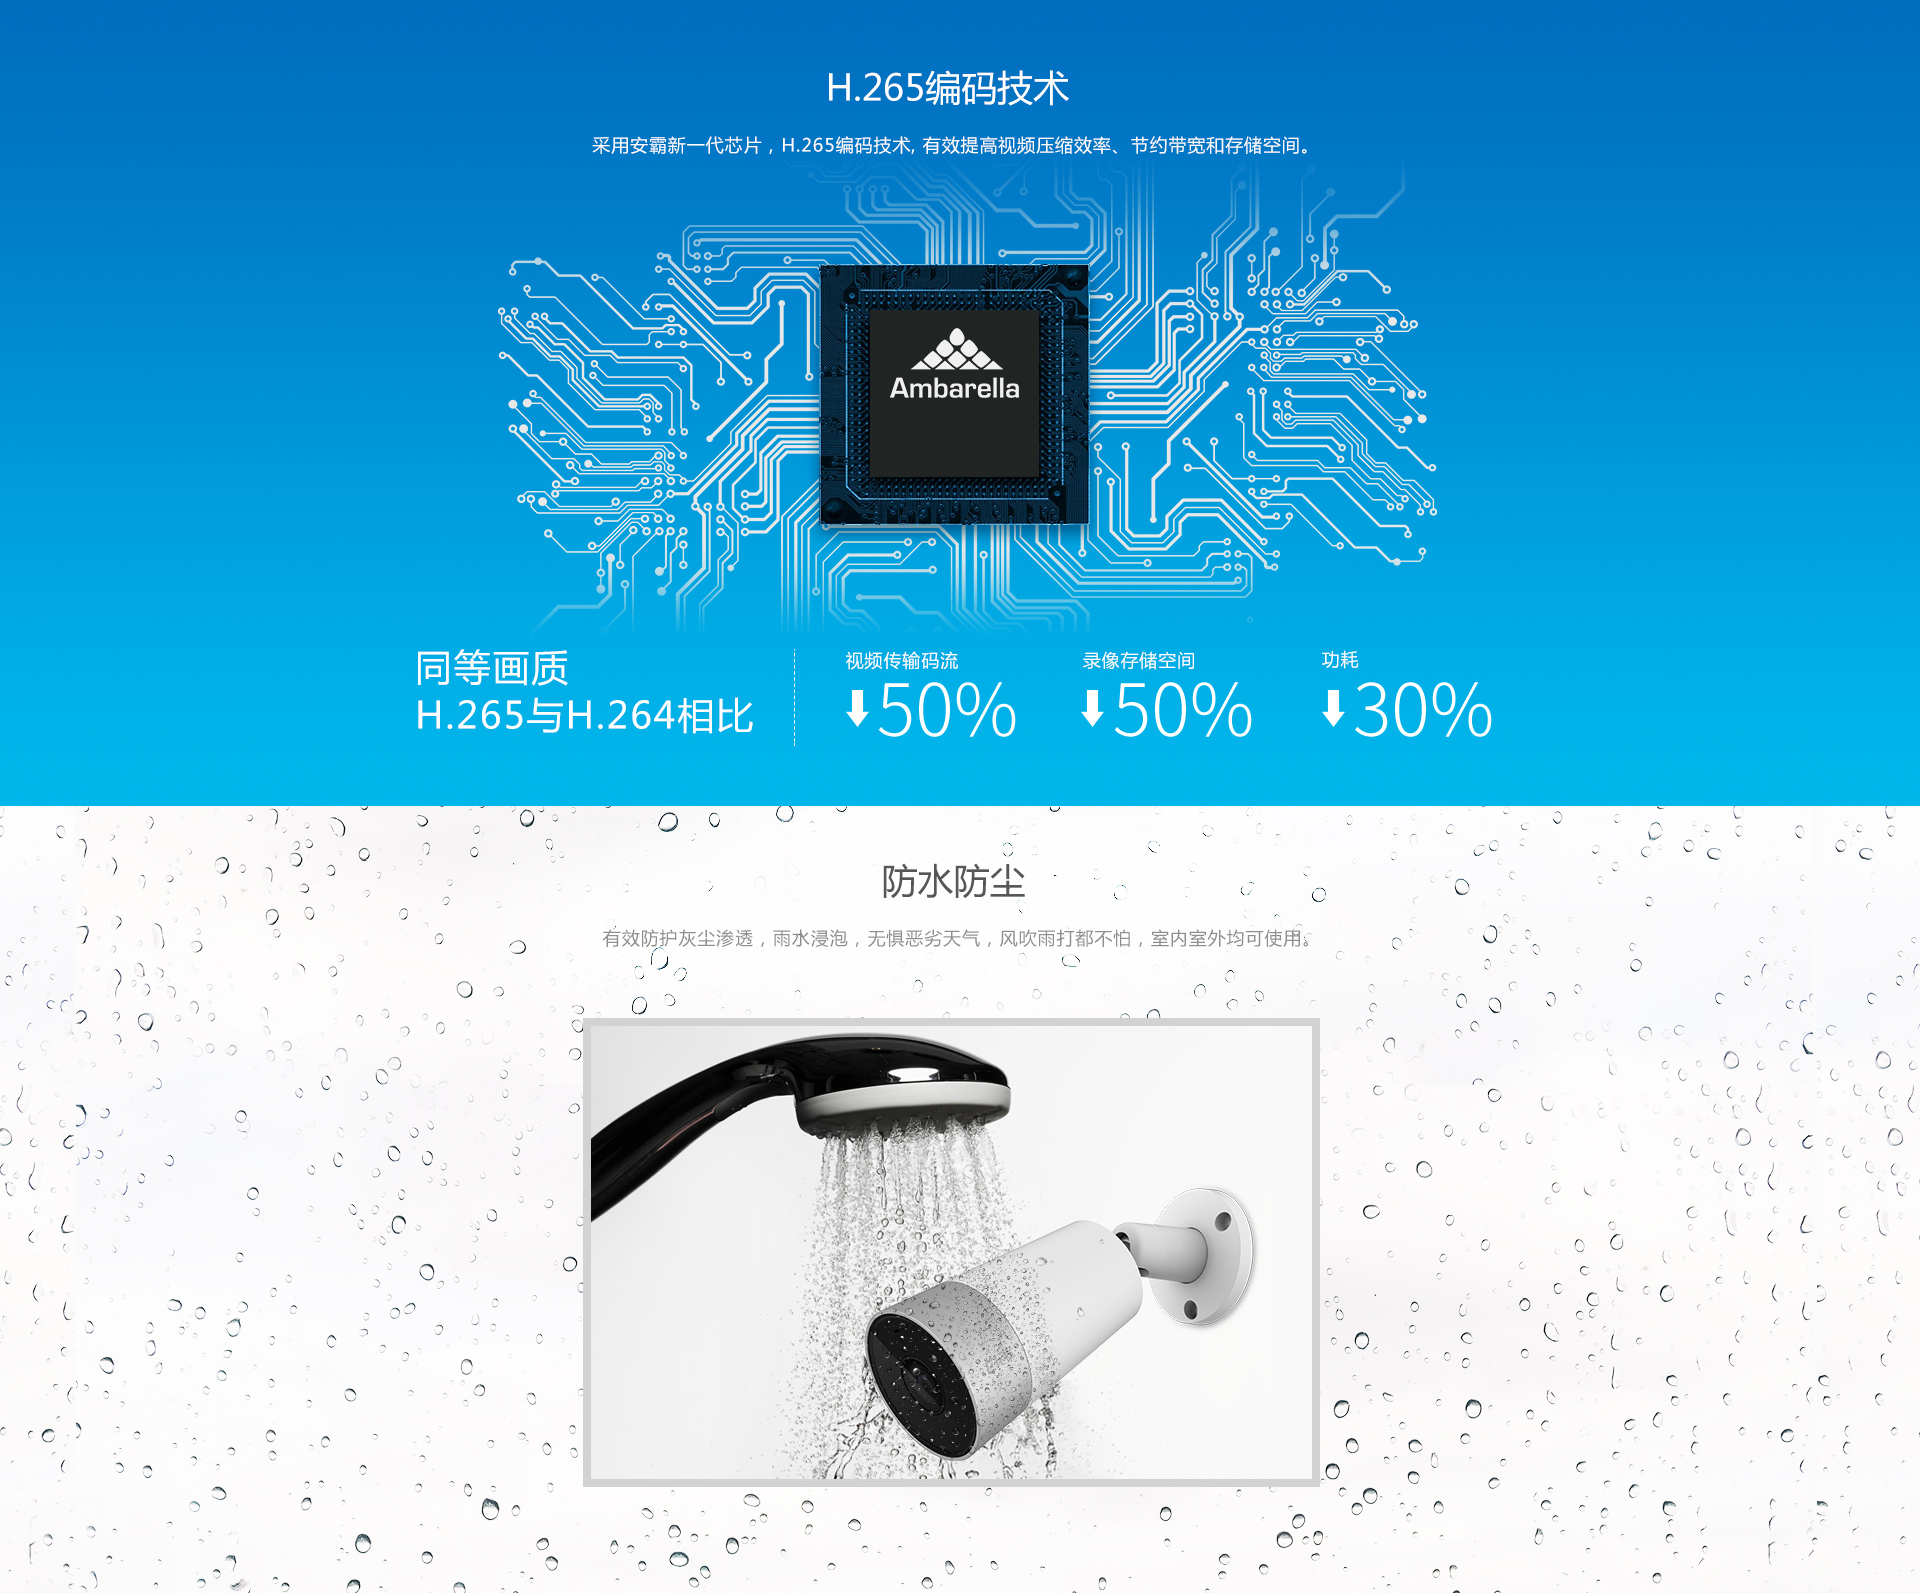 H.265编码技术
采用安霸新一代芯片，H.265编码技术, 有效提高视频压缩效率、节约带宽和存储空间。
Ambarella
同等画质
H.265与H.264相比
视频传输码流
50%
录像存储空间
50%
功耗
30%
防水防尘
有效防护灰尘渗透，雨水浸泡，无惧恶劣天气，风吹雨打都不怕，室内室外均可使用。